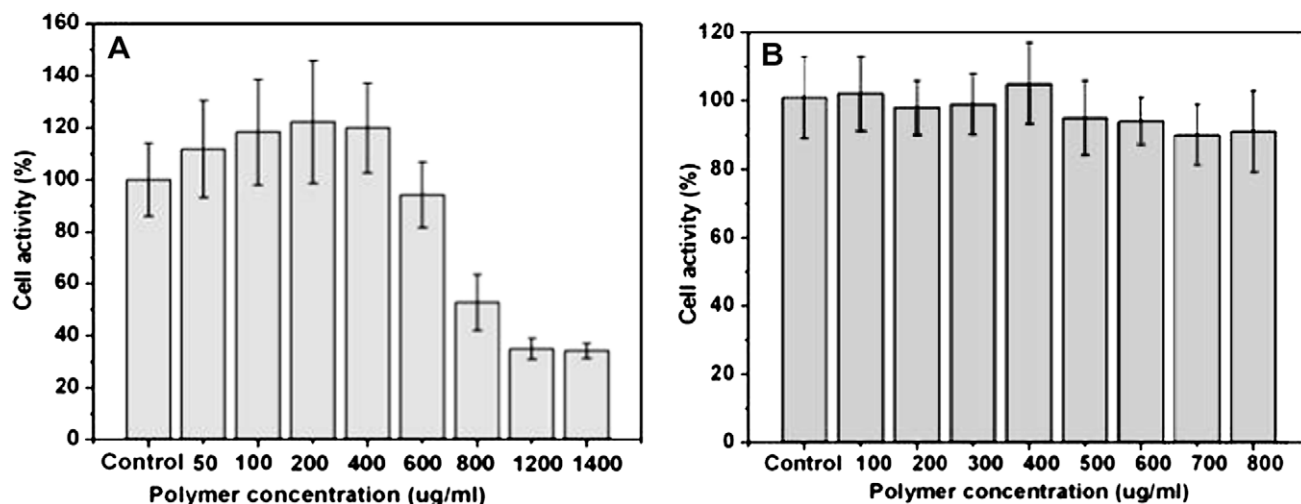 A
Cell activity (%)
160
140
120
100
80
60
40
20
0
Control 50 100 200 400 600 800 1200 1400
Polymer concentration (ug/ml)
B
Cell activity (%)
120
100
80
60
40
20
0
Control 100 200 300 400 500 600 700 800
Polymer concentration (ug/ml)